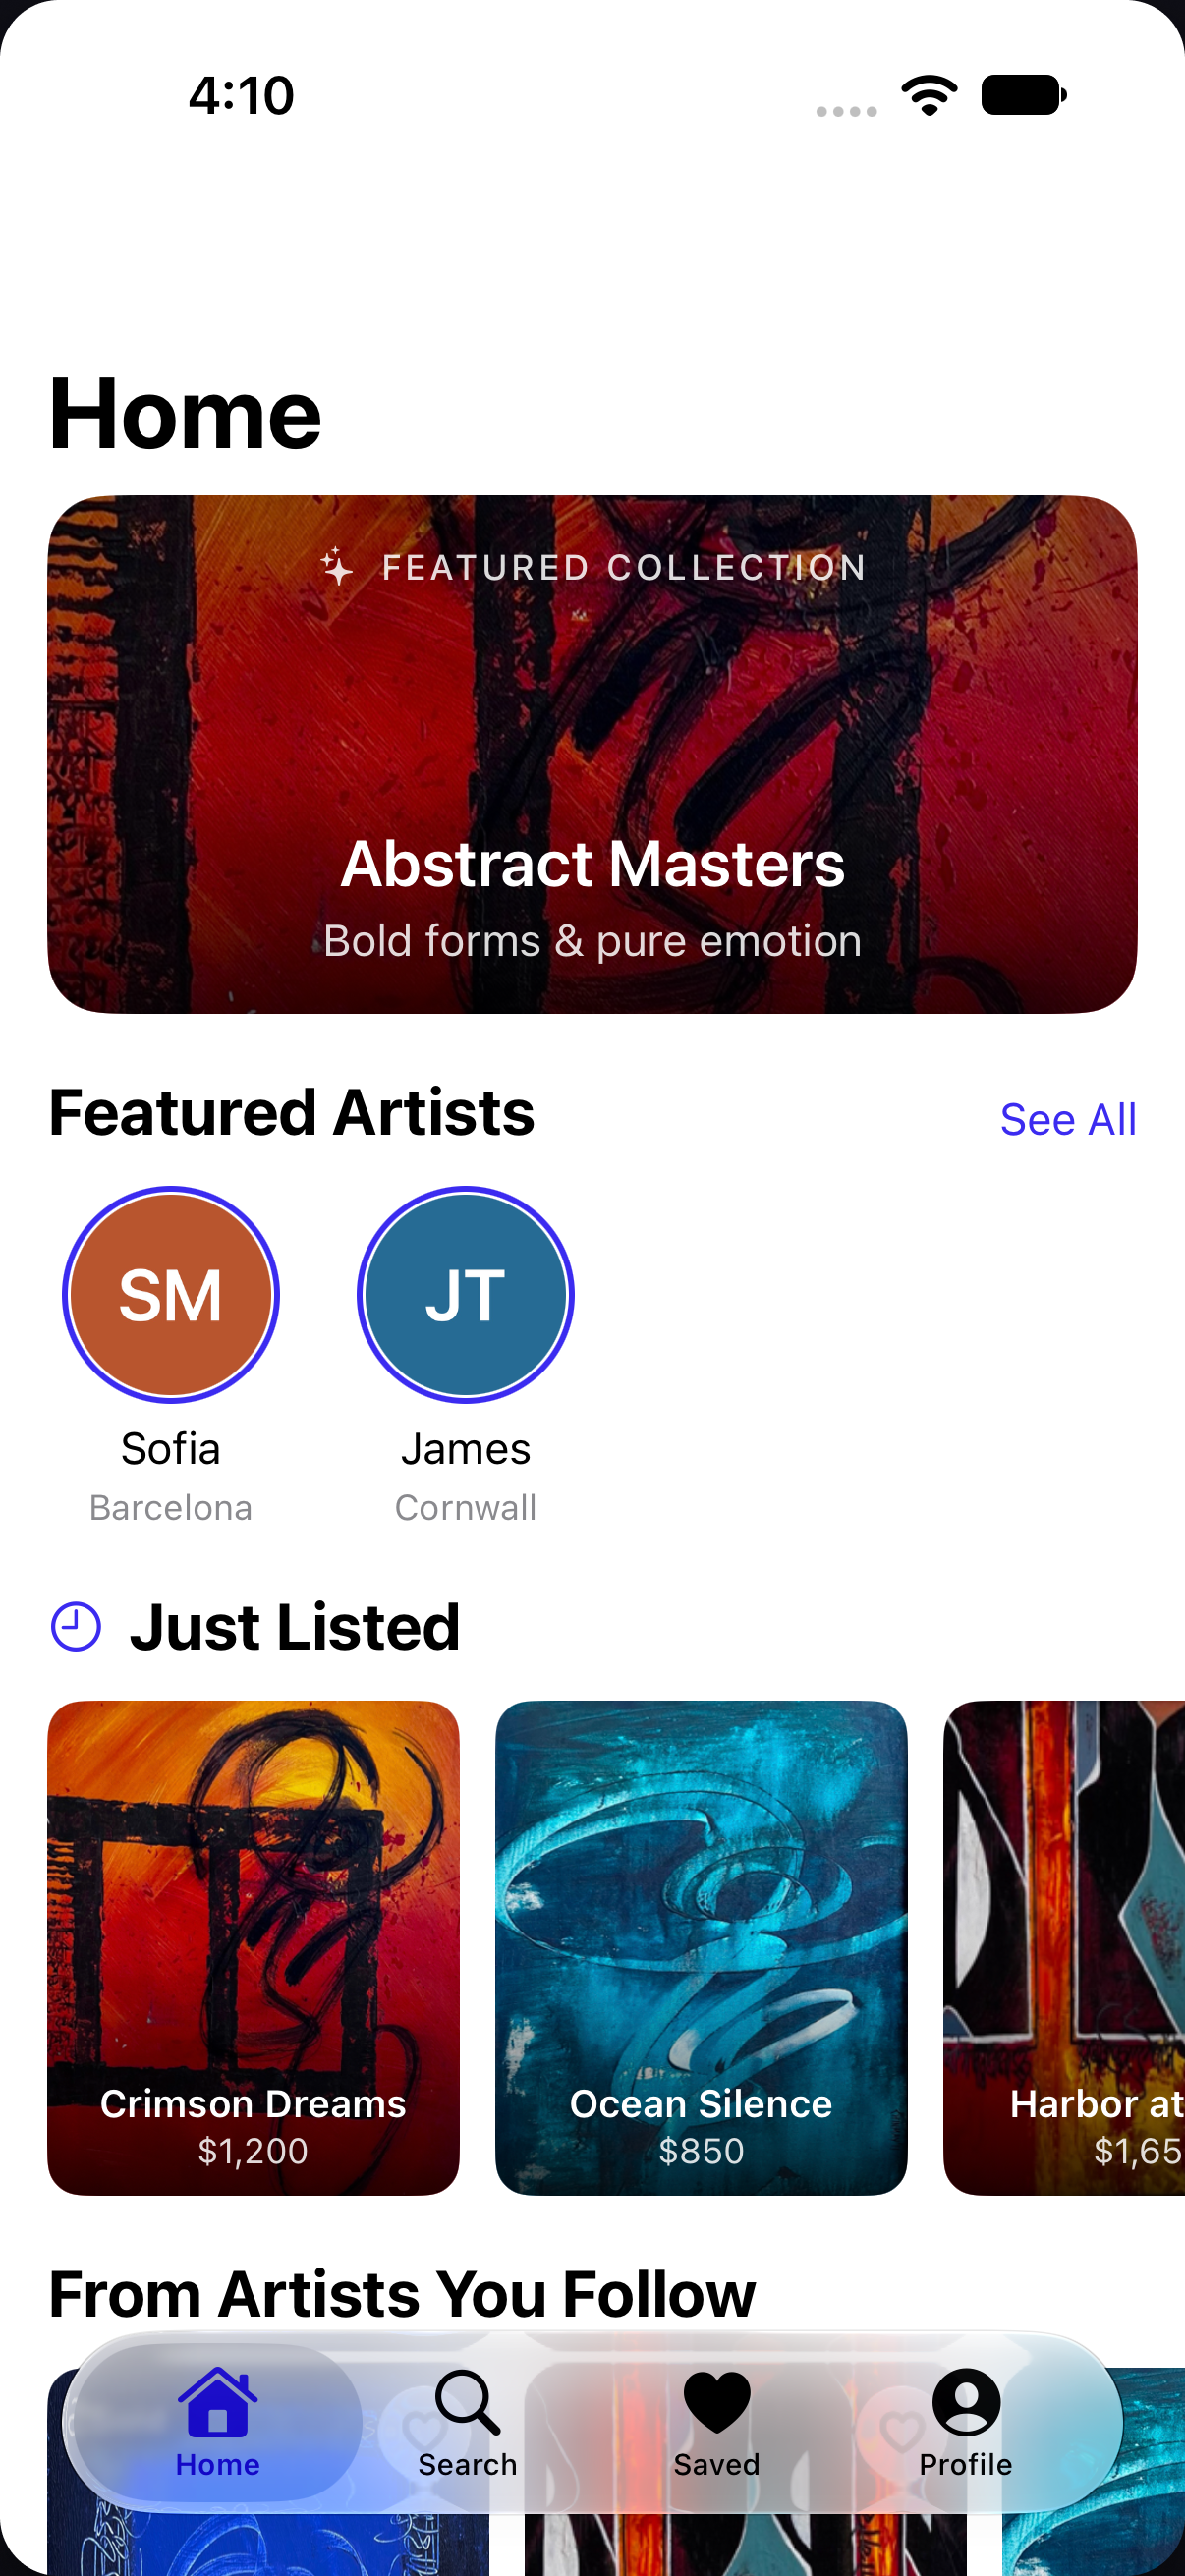 4:10
Home
FEATURED COLLECTION
Abstract Masters
Bold forms & pure emotion
Featured Artists
See All
SM
JT
Sofia
James
Barcelona
Cornwall
Just Listed
Crimson Dreams
$1,200
Ocean Silence
$850
Harbor at
$1,65
From Artists You Follow
Home
Search
Saved
Profile